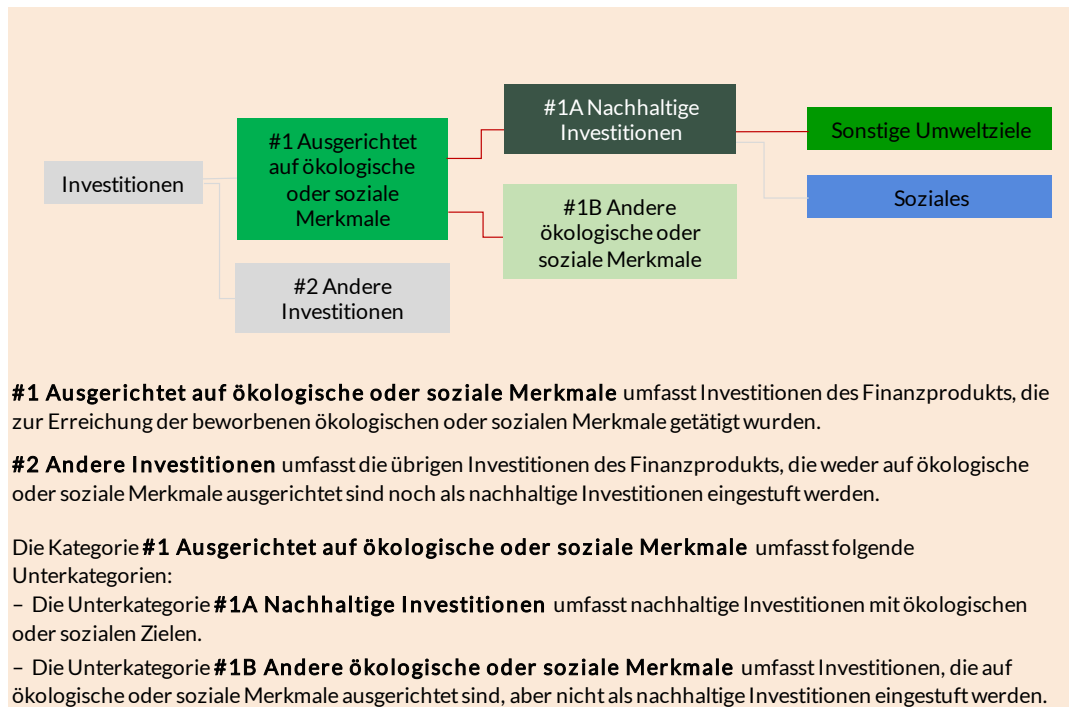 #1A Nachhaltige
Investitionen
Sonstige Umweltziele
#1 Ausgerichtet
auf ökologische
oder soziale
Merkmale
Investitionen
Soziales
#1B Andere
ökologische oder
soziale Merkmale
#2 Andere
Investitionen
#1 Ausgerichtet auf ökologische oder soziale Merkmale umfasst Investitionen des Finanzprodukts, die
zur Erreichung der beworbenen ökologischen oder sozialen Merkmale getätigt wurden.
#2 Andere Investitionen umfasst die übrigen Investitionen des Finanzprodukts, die weder auf ökologische
oder soziale Merkmale ausgerichtet sind noch als nachhaltige Investitionen eingestuft werden.
Die Kategorie #1 Ausgerichtet auf ökologische oder soziale Merkmale umfasst folgende
Unterkategorien:
– Die Unterkategorie #1A Nachhaltige Investitionen umfasst nachhaltige Investitionen mit ökologischen
oder sozialen Zielen.
– Die Unterkategorie #1B Andere ökologische oder soziale Merkmale umfasst Investitionen, die auf
ökologische oder soziale Merkmale ausgerichtet sind, aber nicht als nachhaltige Investitionen eingestuft werden.